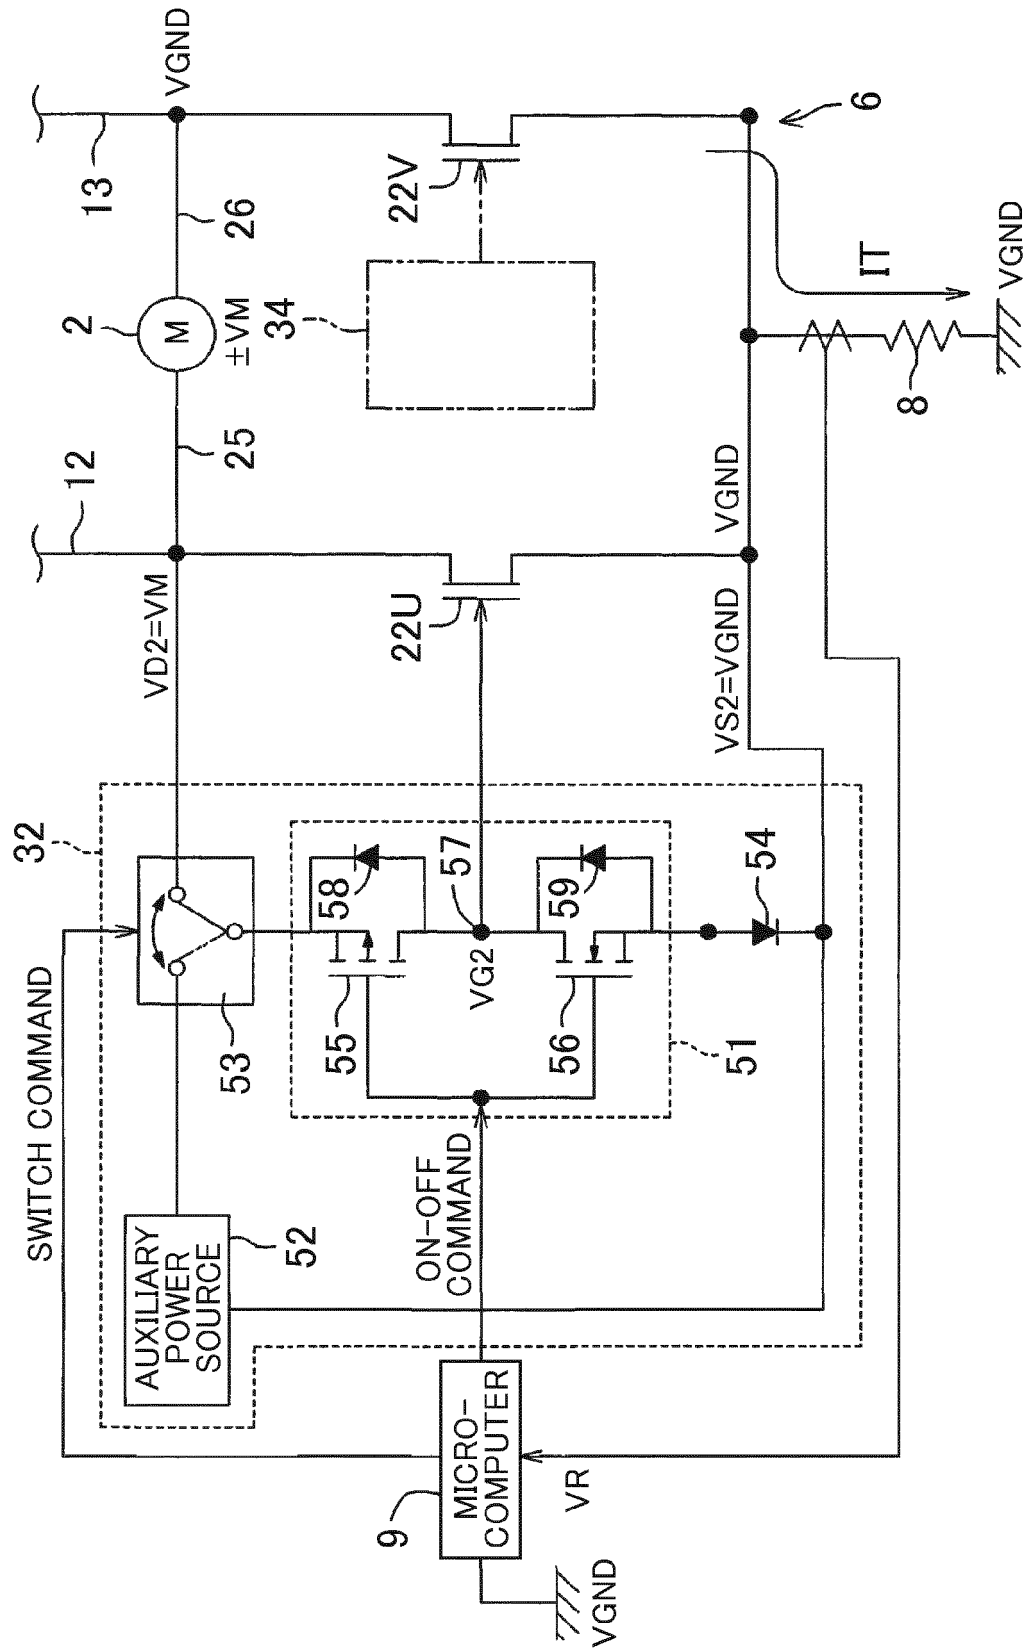 SWITCH COMMAND
32
VD2=VM
12
25
2
M
±VM
26
13
VGND
AUXILIARY
POWER
SOURCE
52
53
55
58
57
VG2
56
59
51
54
22U
34
22V
ON-OFF
COMMAND
9
MICRO-
COMPUTER
VR
VGND
VS2=VGND
VGND
6
IT
8
VGND